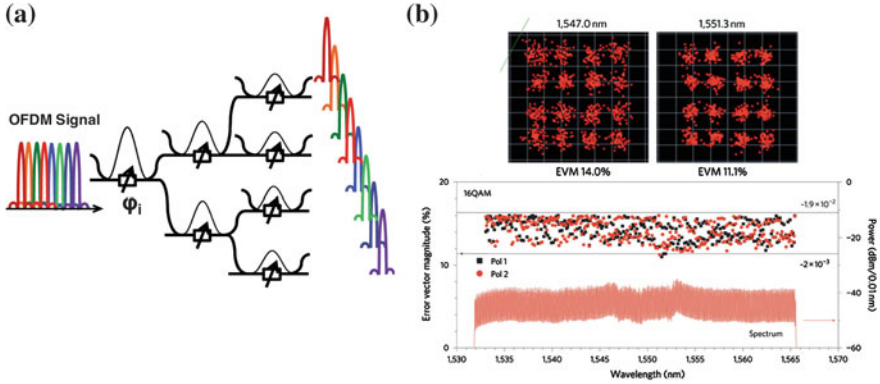 (a)
OFDM Signal
φi
(b)
1,547.0 nm
1,551.3 nm
EVM 14.0%
EVM 11.1%
20
10
0
Error vector magnitude (%)
16QAM
–1.9 × 10⁻²
–2 × 10⁻³
Pol 1
Pol 2
Spectrum
0
–20
–40
–60
Power (dBm/0.01 nm)
1,530
1,535
1,540
1,545
1,550
1,555
1,560
1,565
1,570
Wavelength (nm)